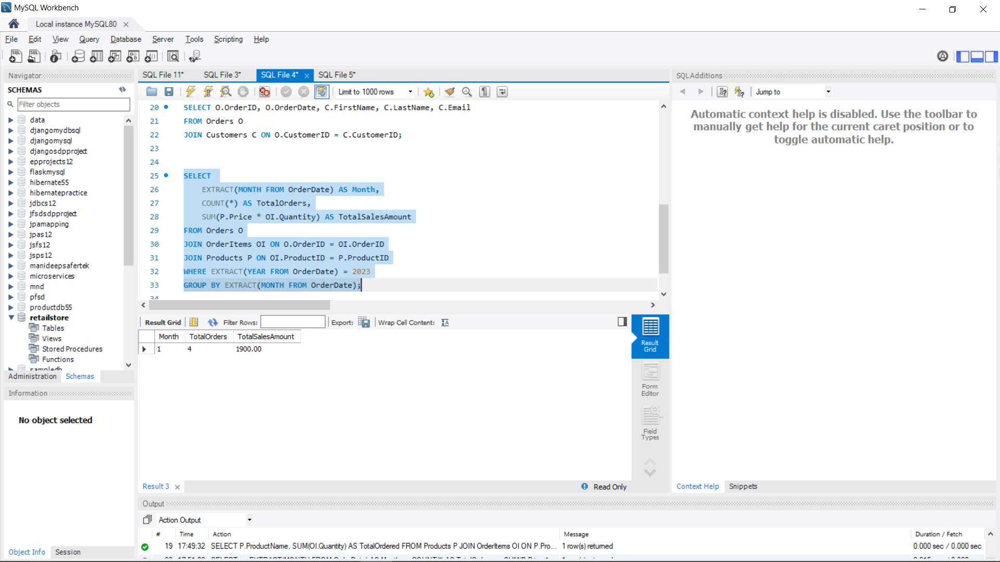 MySQL Workbench
Local instance MySQL80
File Edit View Query Database Server Tools Scripting Help
Navigator
SCHEMAS
Filter objects
data
djangomydbsql
djangomysql
djangosdpproject
epprojects12
flaskmysql
hibernate55
hibernatepractice
jdbcs12
jfsdsdpproject
jpamapping
jpas12
jsfs12
jsps12
manideepsafertek
microservices
mnd
pfsd
productdb55
retailstore
Tables
Views
Stored Procedures
Functions
sampledb
Administration Schemas
Information
No object selected
Object Info Session
SQL File 11* SQL File 3* SQL File 4* SQL File 5*
Limit to 1000 rows
20 SELECT O.OrderID, O.OrderDate, C.FirstName, C.LastName, C.Email
21 FROM Orders O
22 JOIN Customers C ON O.CustomerID = C.CustomerID;
23
24
25 SELECT
26 EXTRACT(MONTH FROM OrderDate) AS Month,
27 COUNT(*) AS TotalOrders,
28 SUM(P.Price * OI.Quantity) AS TotalSalesAmount
29 FROM Orders O
30 JOIN OrderItems OI ON O.OrderID = OI.OrderID
31 JOIN Products P ON OI.ProductID = P.ProductID
32 WHERE EXTRACT(YEAR FROM OrderDate) = 2023
33 GROUP BY EXTRACT(MONTH FROM OrderDate);
34
Result Grid Filter Rows: Export: Wrap Cell Content:
Month TotalOrders TotalSalesAmount
1 4 1900.00
Result Grid
Form Editor
Field Types
Result 3
Read Only
SQLAdditions
Jump to
Automatic context help is disabled. Use the toolbar to
manually get help for the current caret position or to
toggle automatic help.
Context Help Snippets
Output
Action Output
# Time Action Message Duration / Fetch
19 17:49:32 SELECT P.ProductName, SUM(OI.Quantity) AS TotalOrdered FROM Products P JOIN OrderItems OI ON P.Pro... 1 row(s) returned 0.000 sec / 0.000 sec